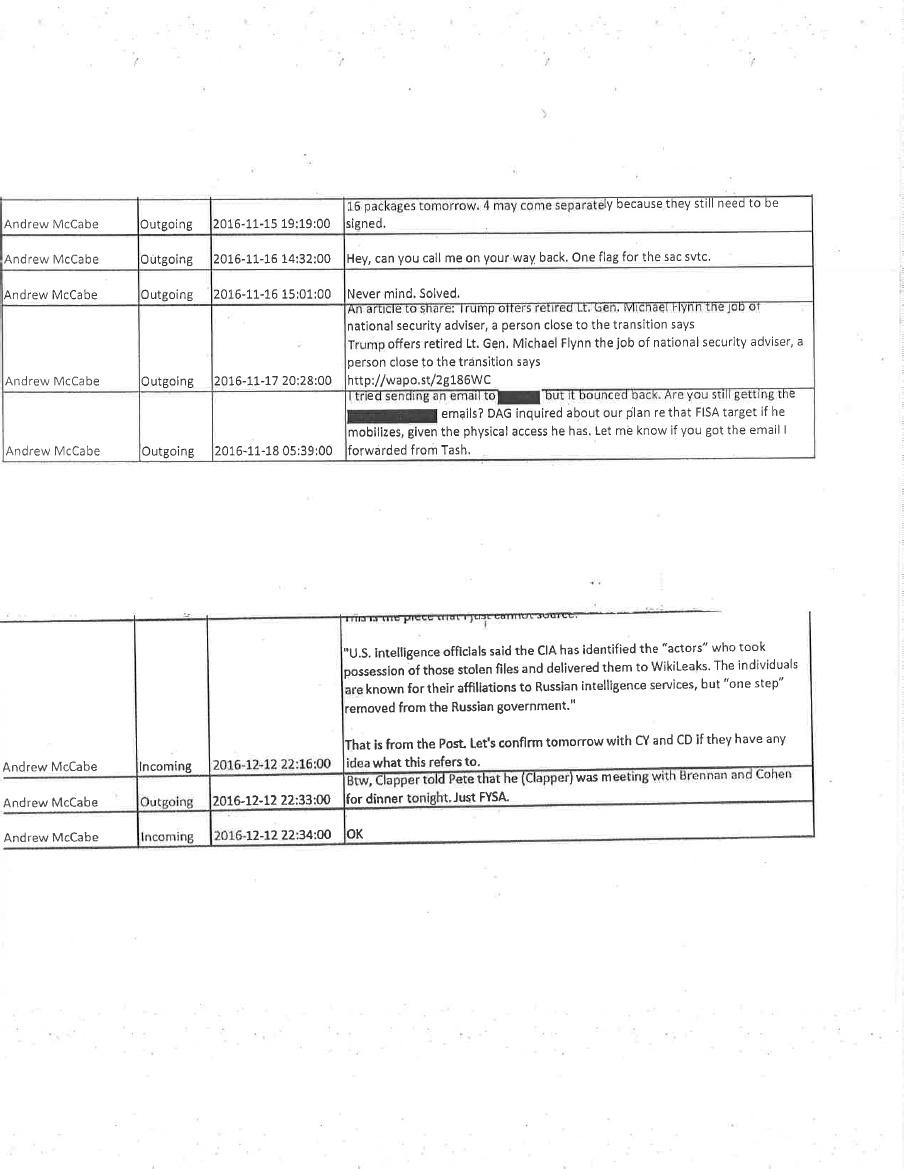 16 packages tomorrow. 4 may come separately because they still need to be
Andrew McCabe Outgoing 2016-11-15 19:19:00 signed.
Andrew McCabe Outgoing 2016-11-16 14:32:00 Hey, can you call me on your way back. One flag for the sac svtc.
Andrew McCabe Outgoing 2016-11-16 15:01:00 Never mind. Solved.
An article to share: Trump offers retired Lt. Gen. Michael Flynn the job of
national security adviser, a person close to the transition says
Trump offers retired Lt. Gen. Michael Flynn the job of national security adviser, a
person close to the transition says
Andrew McCabe Outgoing 2016-11-17 20:28:00 http://wapo.st/2g186WC
I tried sending an email to but it bounced back. Are you still getting the
emails? DAG inquired about our plan re that FISA target if he
mobilizes, given the physical access he has. Let me know if you got the email I
Andrew McCabe Outgoing 2016-11-18 05:39:00 forwarded from Tash.
This is the piece that I just cannot source:
"U.S. intelligence officials said the CIA has identified the "actors" who took
possession of those stolen files and delivered them to WikiLeaks. The individuals
are known for their affiliations to Russian intelligence services, but "one step"
removed from the Russian government."
That is from the Post. Let's confirm tomorrow with CY and CD if they have any
Andrew McCabe Incoming 2016-12-12 22:16:00 idea what this refers to.
Btw, Clapper told Pete that he (Clapper) was meeting with Brennan and Cohen
Andrew McCabe Outgoing 2016-12-12 22:33:00 for dinner tonight. Just FYSA.
Andrew McCabe Incoming 2016-12-12 22:34:00 OK